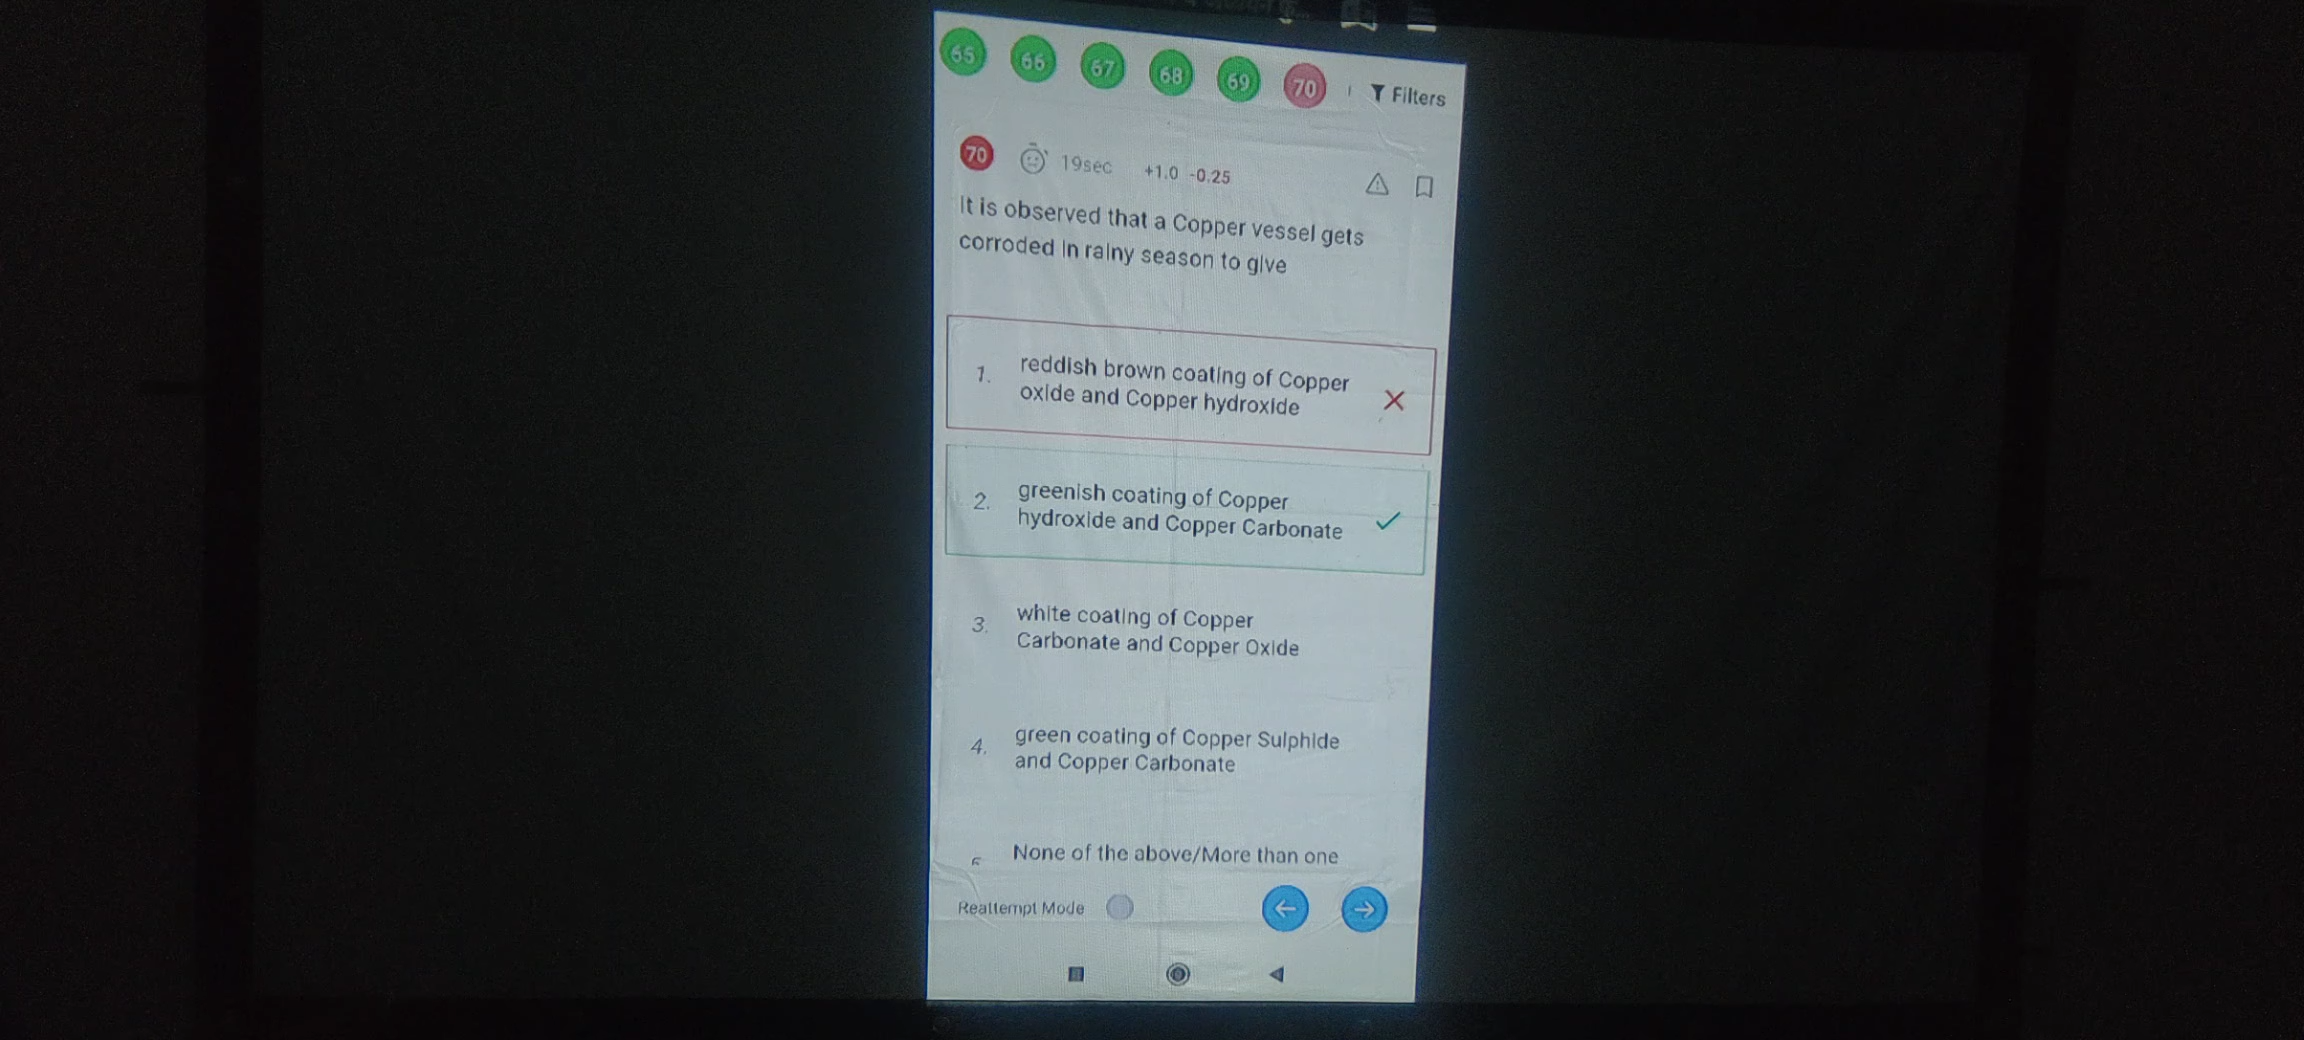 65 66 67 68 69 70 Filters
70 19sec +1.0 -0.25
It is observed that a Copper vessel gets
corroded in rainy season to give
1. reddish brown coating of Copper
oxide and Copper hydroxide
2. greenish coating of Copper
hydroxide and Copper Carbonate
3. white coating of Copper
Carbonate and Copper Oxide
4. green coating of Copper Sulphide
and Copper Carbonate
None of the above/More than one
Reattempt Mode